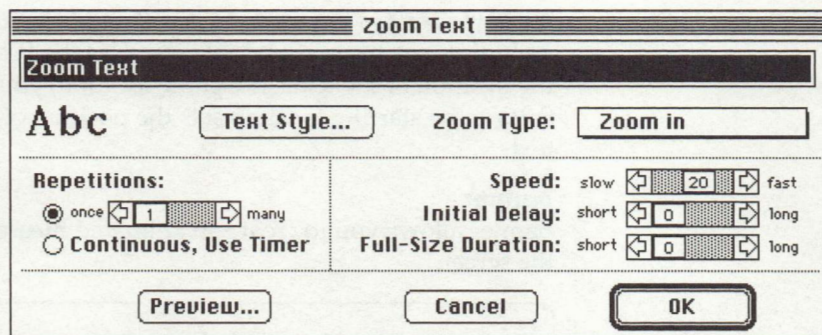 Zoom Text
Zoom Text
Abc Text Style... Zoom Type: Zoom in
Repetitions: Speed: slow 20 fast
once 1 many Initial Delay: short 0 long
Continuous, Use Timer Full-Size Duration: short 0 long
Preview... Cancel OK